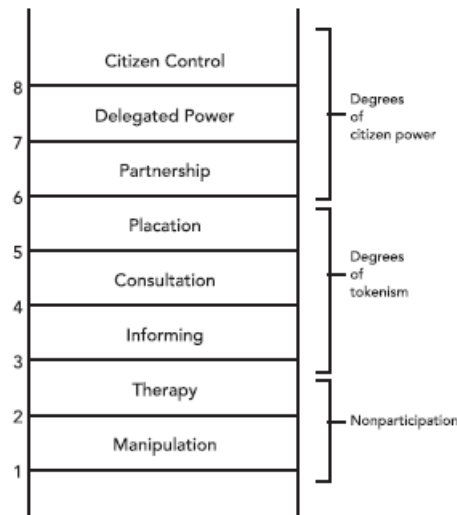 Citizen Control
8
Delegated Power
7
Partnership
6
Placation
5
Consultation
4
Informing
3
Therapy
2
Manipulation
1
Degrees
of
citizen power
Degrees
of
tokenism
Nonparticipation